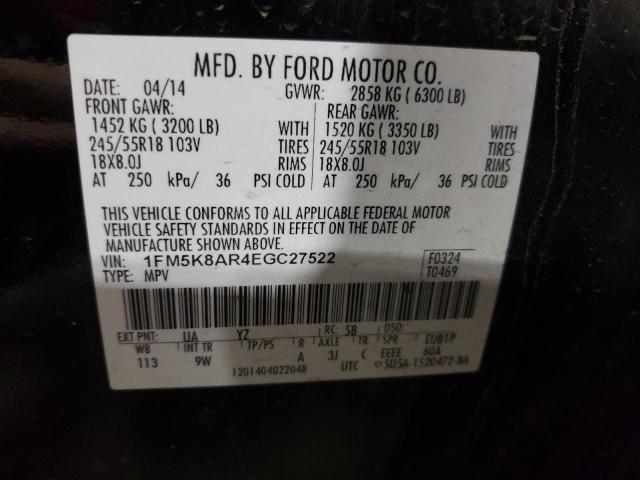 MFD. BY FORD MOTOR CO.
DATE: 04/14 GVWR: 2858 KG ( 6300 LB)
FRONT GAWR: REAR GAWR:
1452 KG ( 3200 LB) WITH 1520 KG ( 3350 LB) WITH
245/55R18 103V TIRES 245/55R18 103V TIRES
18X8.0J RIMS 18X8.0J RIMS
AT 250 kPa/ 36 PSI COLD AT 250 kPa/ 36 PSI COLD
THIS VEHICLE CONFORMS TO ALL APPLICABLE FEDERAL MOTOR
VEHICLE SAFETY STANDARDS IN EFFECT ON THE DATE OF
MANUFACTURE SHOWN ABOVE.
VIN: 1FM5K8AR4EGC27522 F0324
TYPE: MPV T0469
EXT PNT: UA YZ RC: 58 DSO:
WB INT TR TP/PS R AXLE TR SPR EUB1P
113 9W A 3J C EEEE 60A
1201404022048 UTC ▽5USA-1520472-BA